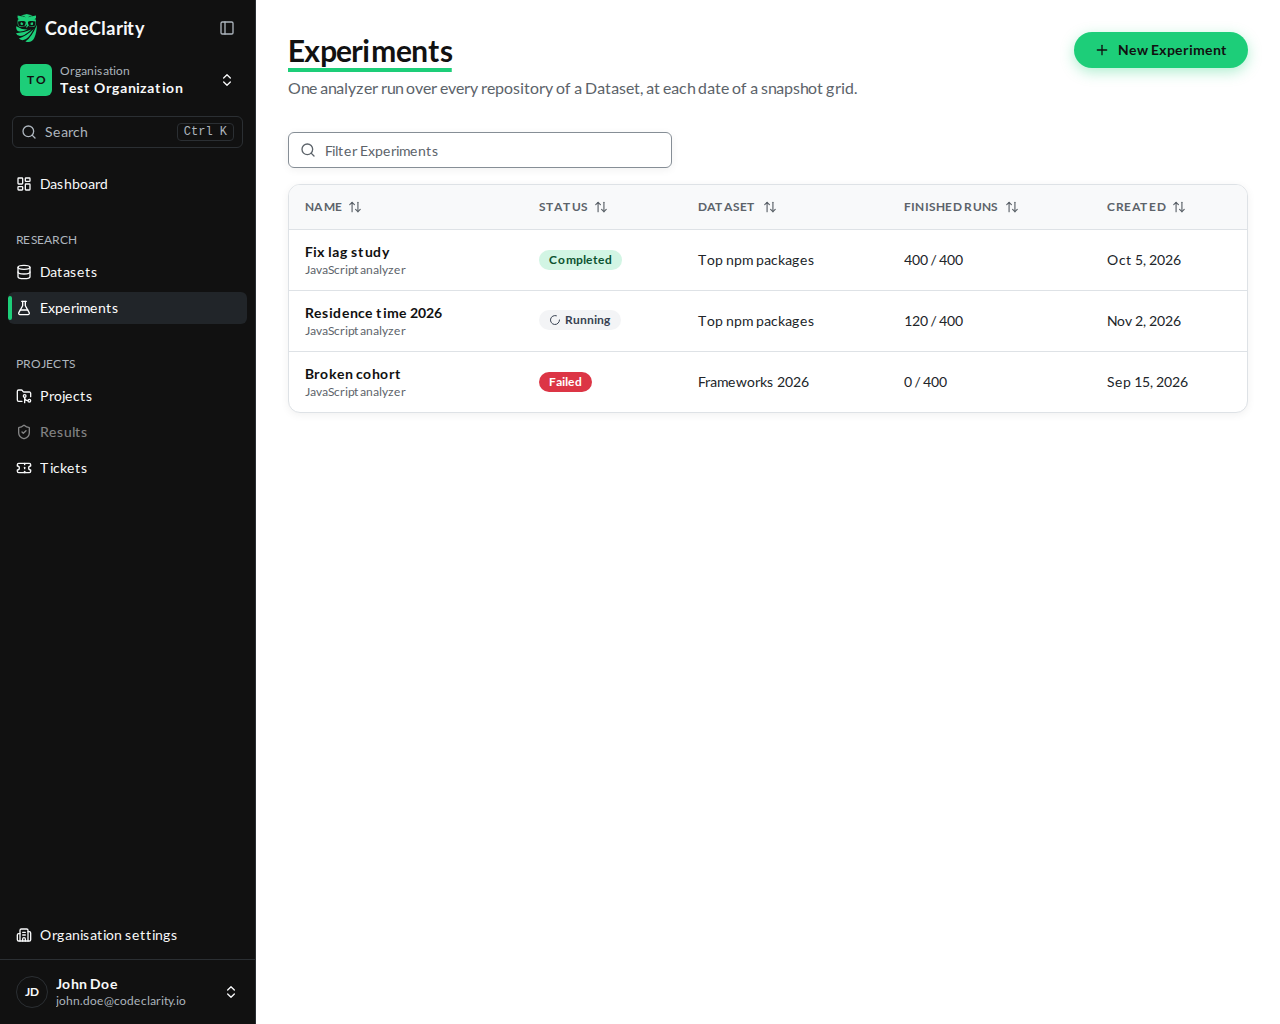 CodeClarity
TO
Organisation
Test Organization
Search
Ctrl K
Dashboard
RESEARCH
Datasets
Experiments
PROJECTS
Projects
Results
Tickets
Organisation settings
JD
John Doe
john.doe@codeclarity.io
Experiments
New Experiment
One analyzer run over every repository of a Dataset, at each date of a snapshot grid.
Filter Experiments
NAME STATUS DATASET FINISHED RUNS CREATED
Fix lag study
JavaScript analyzer
Completed Top npm packages 400 / 400 Oct 5, 2026
Residence time 2026
JavaScript analyzer
Running Top npm packages 120 / 400 Nov 2, 2026
Broken cohort
JavaScript analyzer
Failed Frameworks 2026 0 / 400 Sep 15, 2026